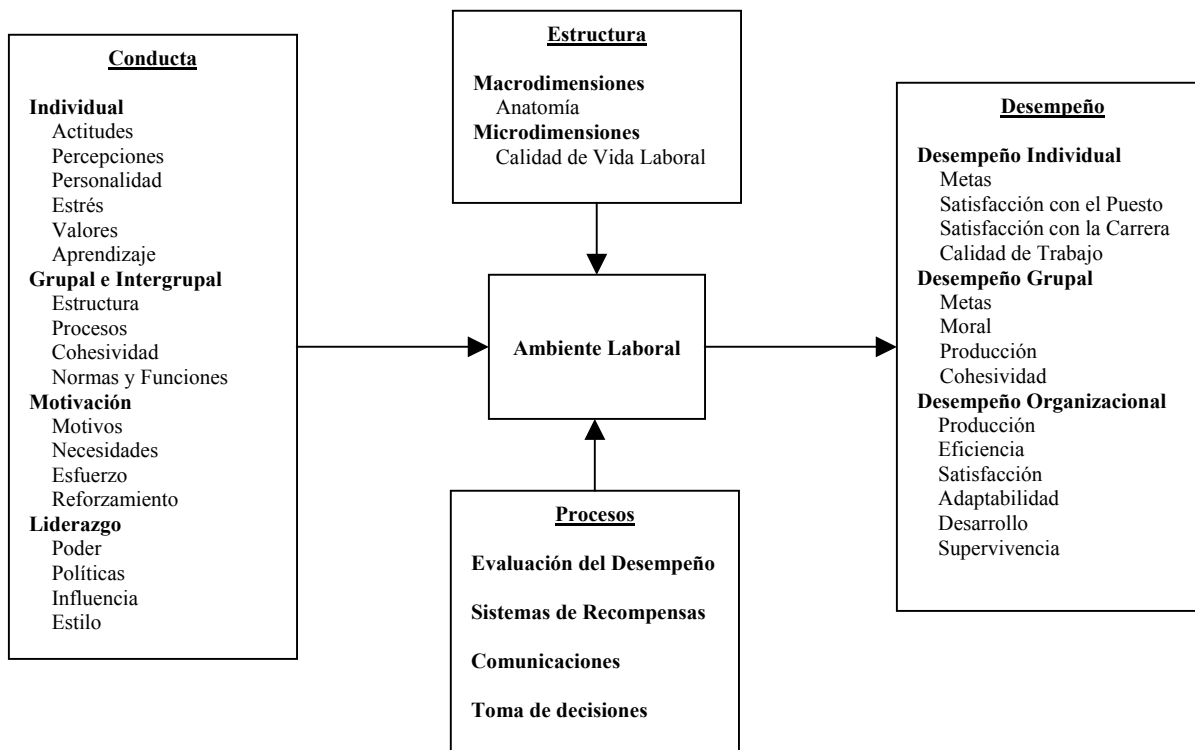 Conducta
Individual
Actitudes
Percepciones
Personalidad
Estrés
Valores
Aprendizaje
Grupal e Intergrupal
Estructura
Procesos
Cohesividad
Normas y Funciones
Motivación
Motivos
Necesidades
Esfuerzo
Reforzamiento
Liderazgo
Poder
Políticas
Influencia
Estilo
Estructura
Macrodimensiones
Anatomía
Microdimensiones
Calidad de Vida Laboral
Ambiente Laboral
Procesos
Evaluación del Desempeño
Sistemas de Recompensas
Comunicaciones
Toma de decisiones
Desempeño
Desempeño Individual
Metas
Satisfacción con el Puesto
Satisfacción con la Carrera
Calidad de Trabajo
Desempeño Grupal
Metas
Moral
Producción
Cohesividad
Desempeño Organizacional
Producción
Eficiencia
Satisfacción
Adaptabilidad
Desarrollo
Supervivencia